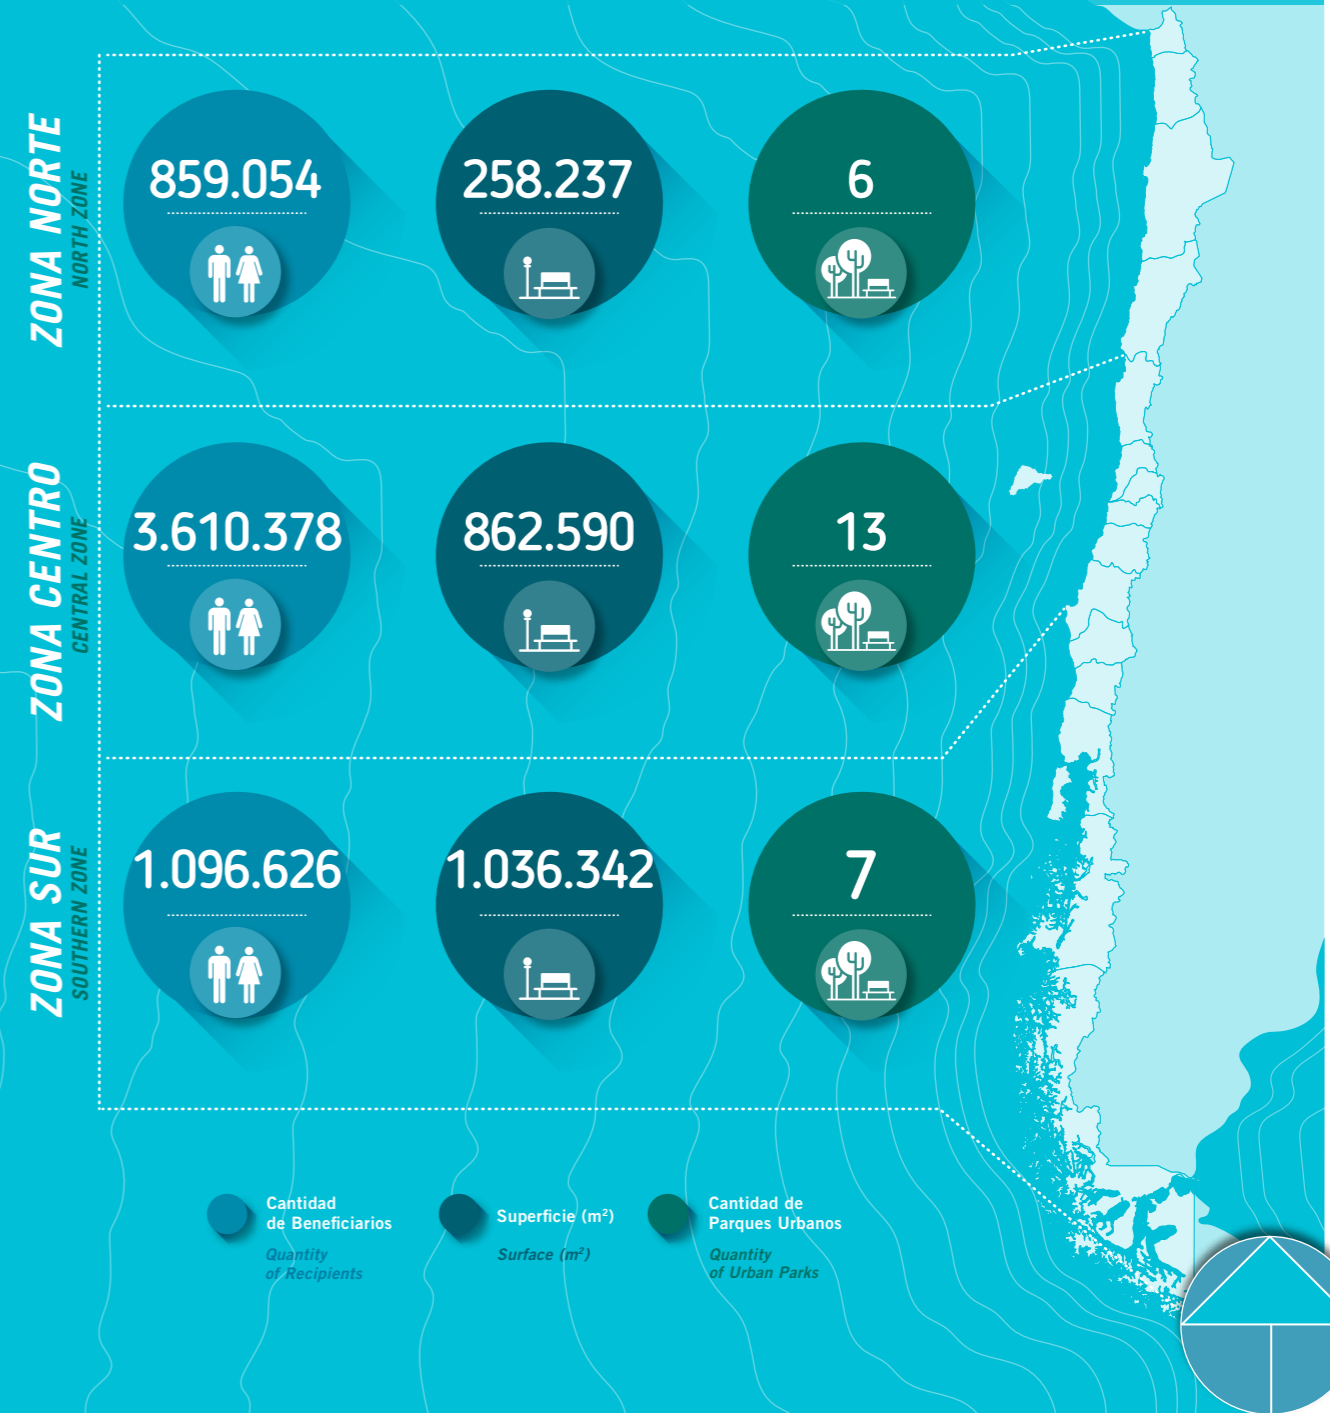 ZONA NORTE
NORTH ZONE
859.054
258.237
6
ZONA CENTRO
CENTRAL ZONE
3.610.378
862.590
13
ZONA SUR
SOUTHERN ZONE
1.096.626
1.036.342
7
Cantidad
de Beneficiarios
Quantity
of Recipients
Superficie (m²)
Surface (m²)
Cantidad de
Parques Urbanos
Quantity
of Urban Parks